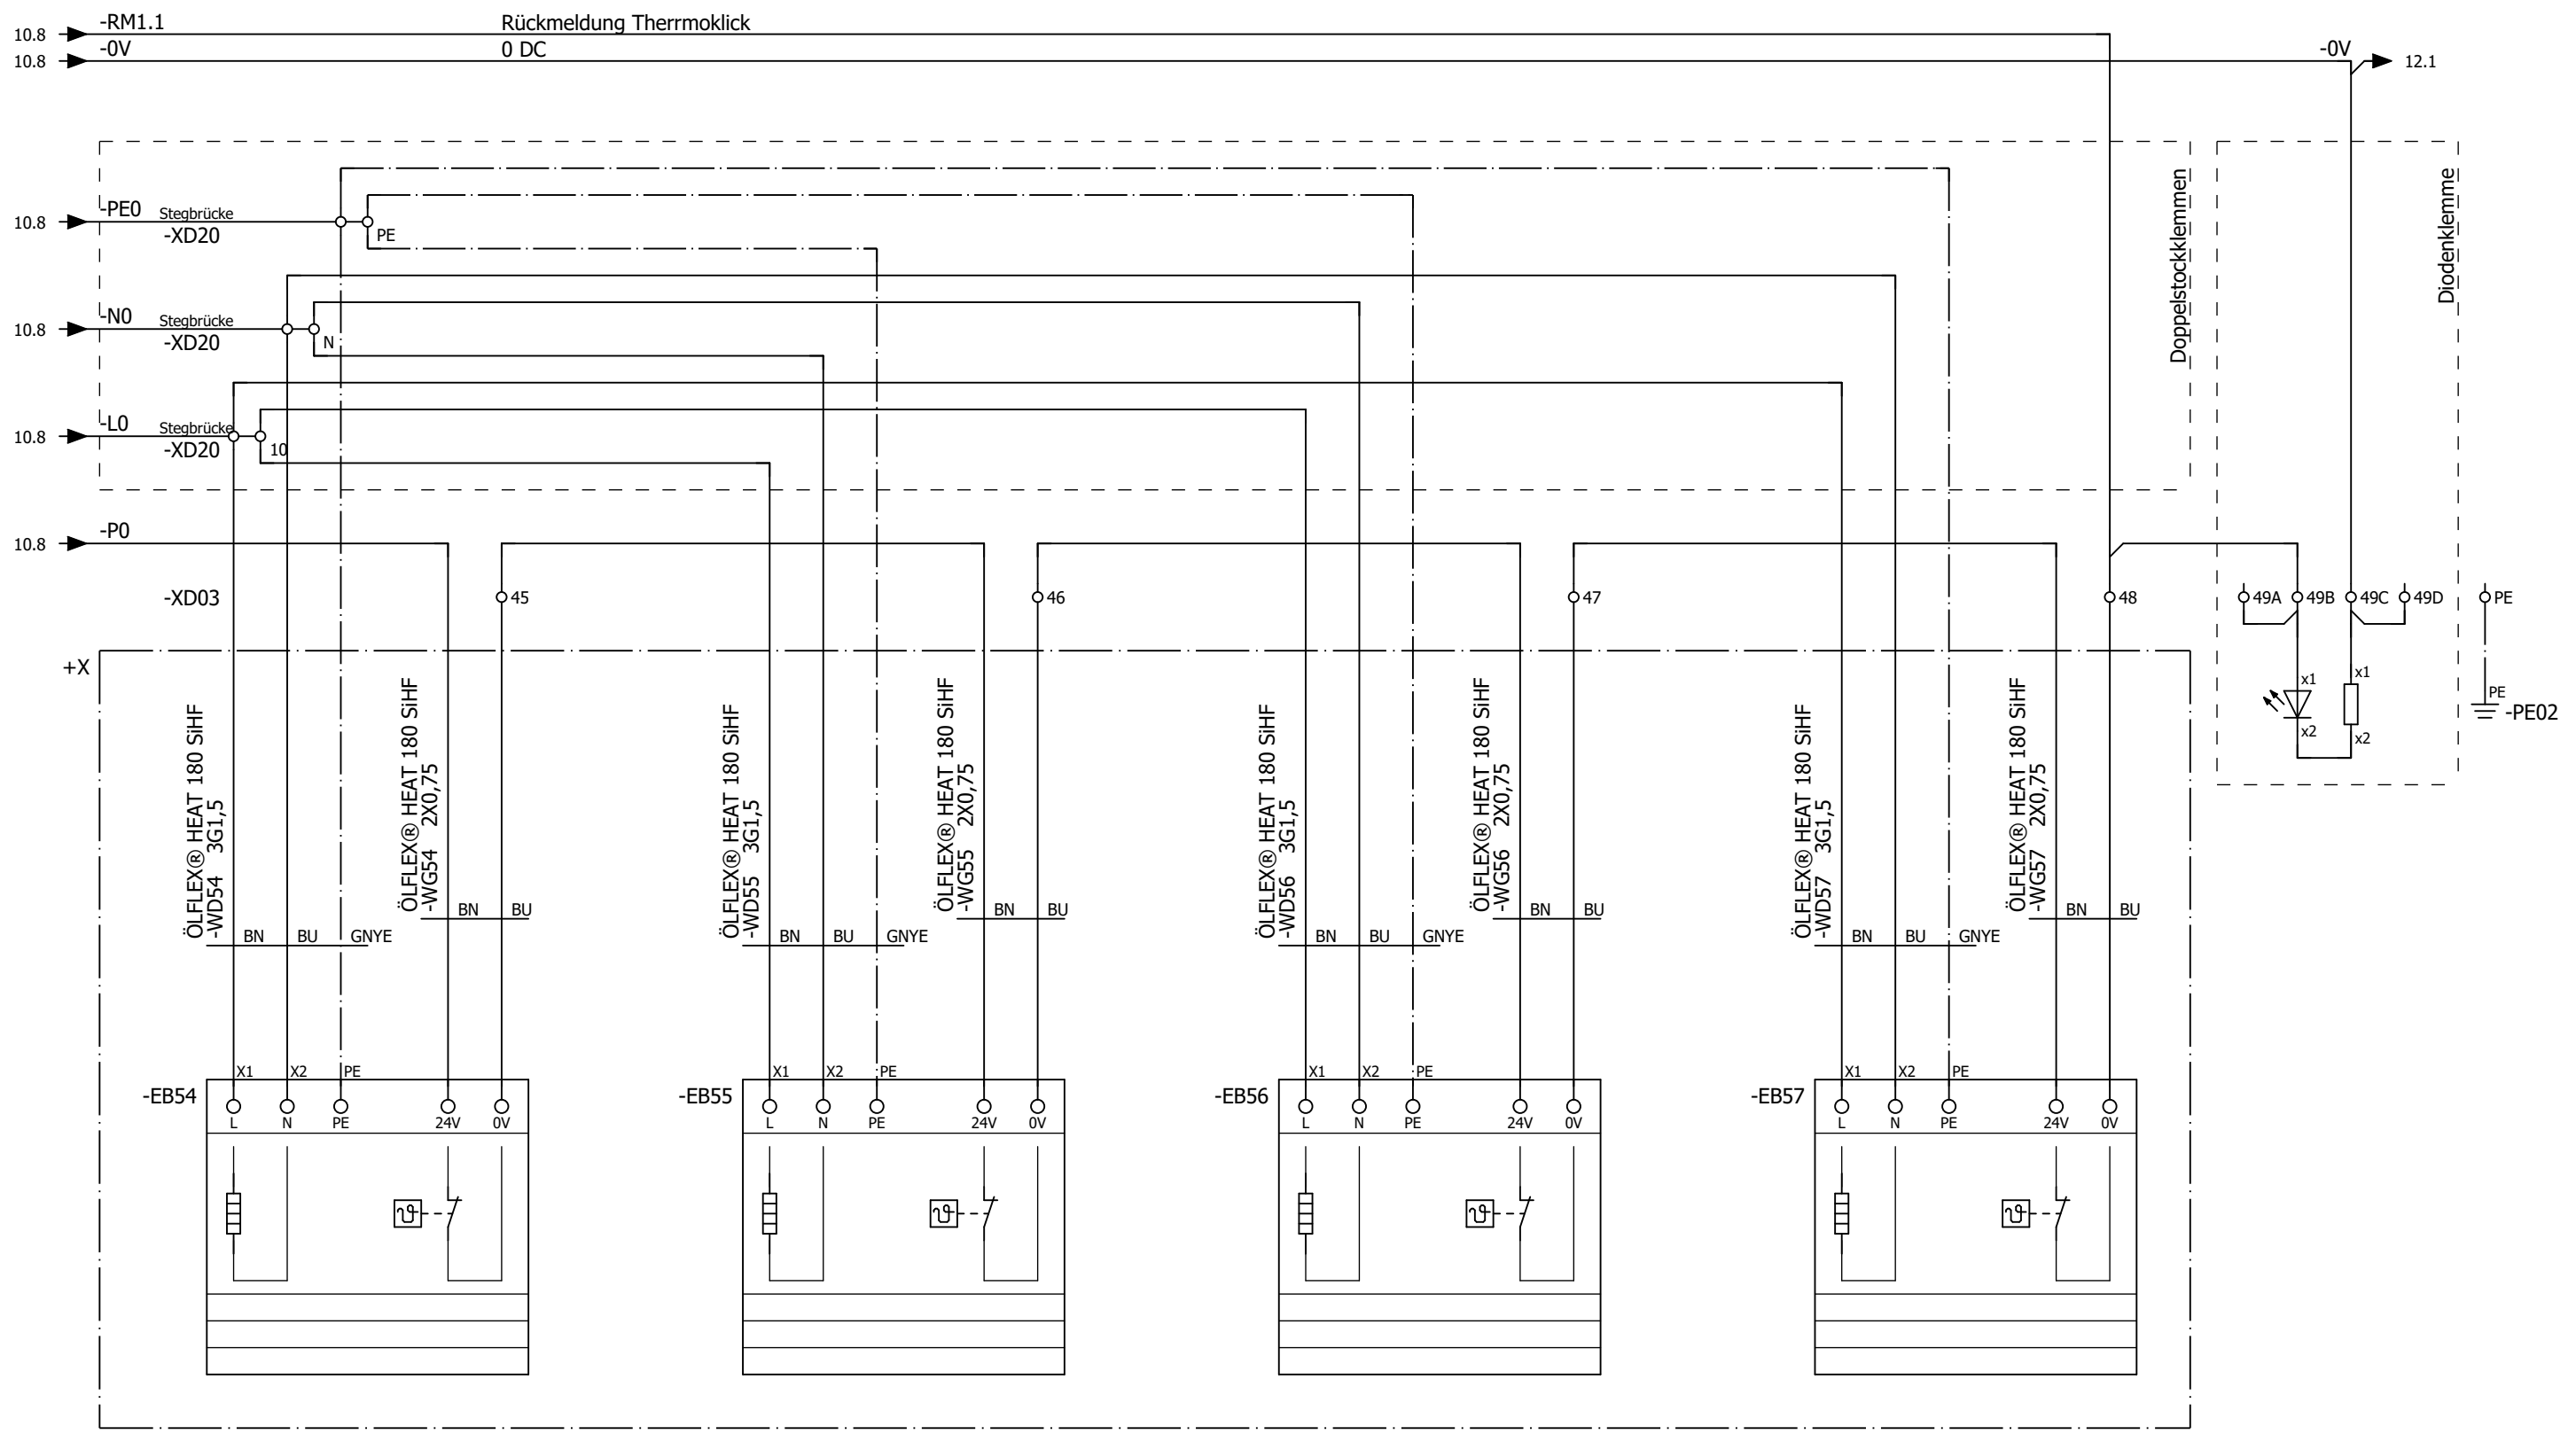 -RM1.1 Rückmeldung Therrmoklick
10.8
-0V 0 DC -0V
10.8 12.1
-PE0 Stegbrücke
10.8
-XD20 PE
-N0 Stegbrücke
10.8
-XD20 N
-L0 Stegbrücke
10.8
-XD20 10
Doppelstockklemmen
Diodenklemme
-P0
10.8
-XD03 45 46 47 48 49A 49B 49C 49D PE
+X
x1 x1 PE
-PE02
x2 x2
ÖLFLEX® HEAT 180 SiHF
-WD54 3G1,5
ÖLFLEX® HEAT 180 SiHF
-WG54 2X0,75
ÖLFLEX® HEAT 180 SiHF
-WD55 3G1,5
ÖLFLEX® HEAT 180 SiHF
-WG55 2X0,75
ÖLFLEX® HEAT 180 SiHF
-WD56 3G1,5
ÖLFLEX® HEAT 180 SiHF
-WG56 2X0,75
ÖLFLEX® HEAT 180 SiHF
-WD57 3G1,5
ÖLFLEX® HEAT 180 SiHF
-WG57 2X0,75
BN BU BN BU BN BU BN BU
BN BU GNYE BN BU GNYE BN BU GNYE BN BU GNYE
X1 X2 PE X1 X2 PE X1 X2 PE X1 X2 PE
-EB54 -EB55 -EB56 -EB57
L N PE 24V 0V L N PE 24V 0V L N PE 24V 0V L N PE 24V 0V
ϑ ϑ ϑ ϑ